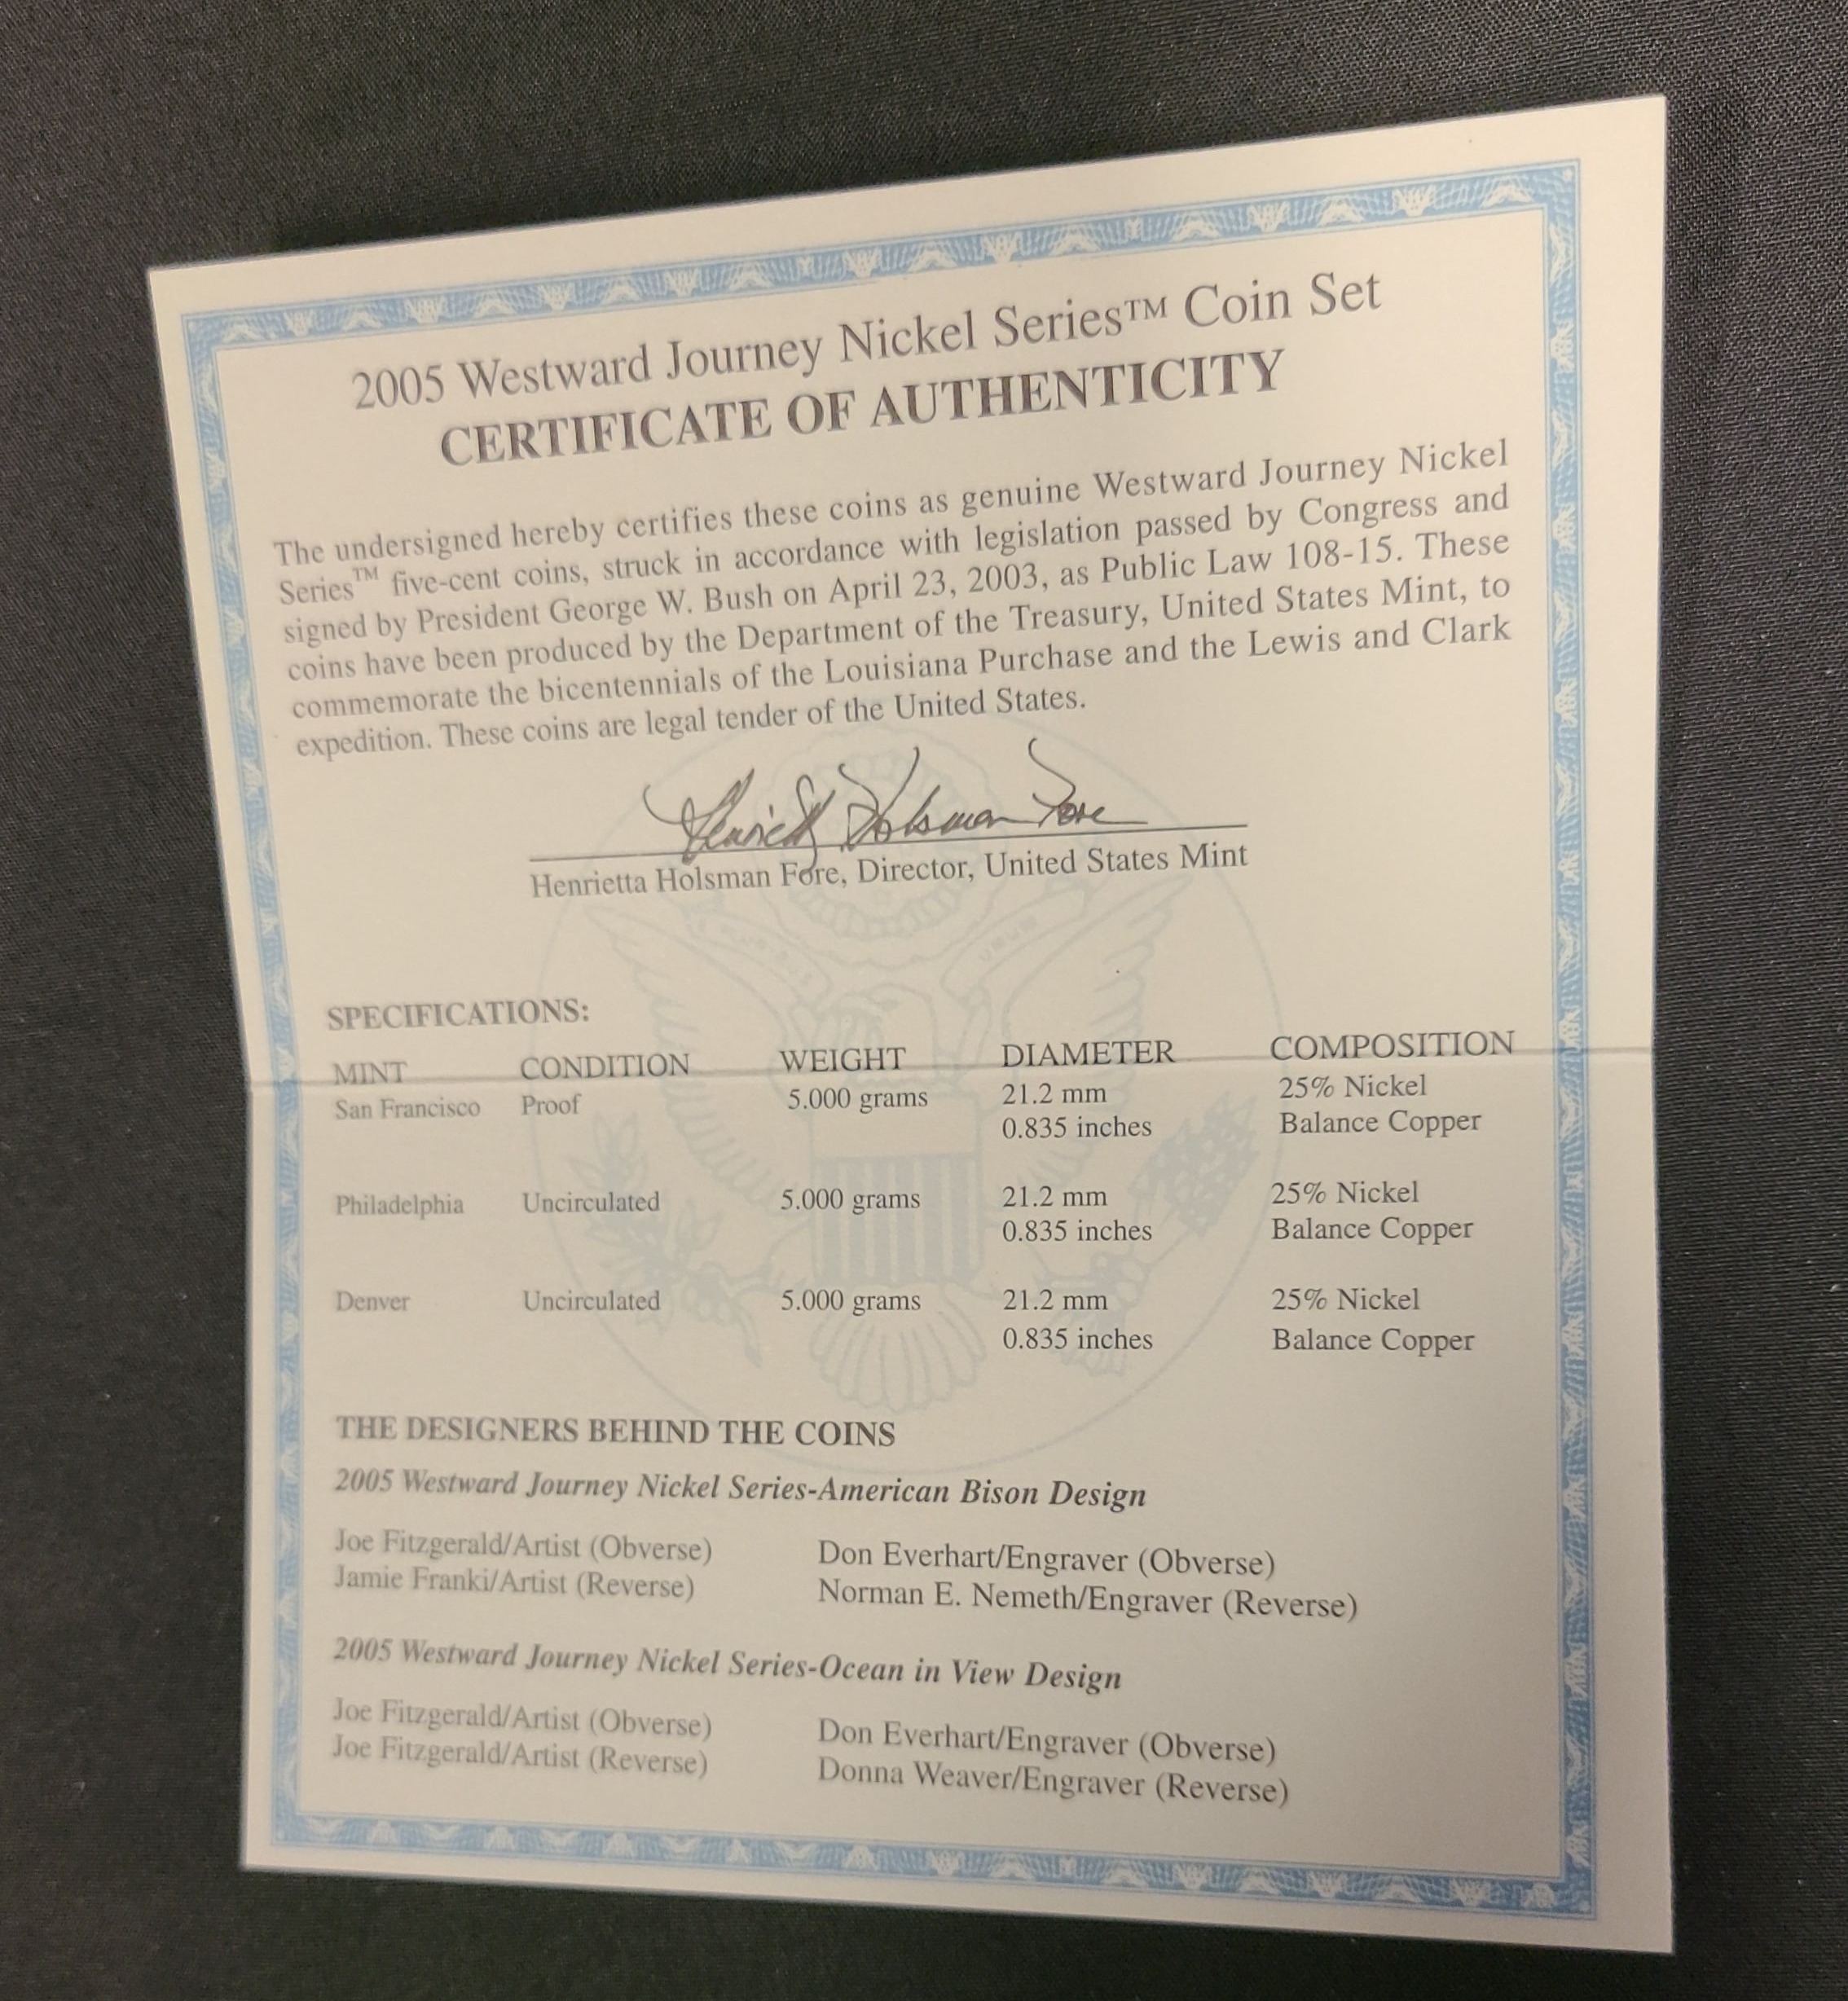 2005 Westward Journey Nickel Series™ Coin Set
CERTIFICATE OF AUTHENTICITY
The undersigned hereby certifies these coins as genuine Westward Journey Nickel
Series™ five-cent coins, struck in accordance with legislation passed by Congress and
signed by President George W. Bush on April 23, 2003, as Public Law 108-15. These
coins have been produced by the Department of the Treasury, United States Mint, to
commemorate the bicentennials of the Louisiana Purchase and the Lewis and Clark
expedition. These coins are legal tender of the United States.
Henrietta Holsman Fore
Henrietta Holsman Fore, Director, United States Mint
SPECIFICATIONS:
MINT CONDITION WEIGHT DIAMETER COMPOSITION
San Francisco Proof 5.000 grams 21.2 mm 25% Nickel
0.835 inches Balance Copper
Philadelphia Uncirculated 5.000 grams 21.2 mm 25% Nickel
0.835 inches Balance Copper
Denver Uncirculated 5.000 grams 21.2 mm 25% Nickel
0.835 inches Balance Copper
THE DESIGNERS BEHIND THE COINS
2005 Westward Journey Nickel Series-American Bison Design
Joe Fitzgerald/Artist (Obverse) Don Everhart/Engraver (Obverse)
Jamie Franki/Artist (Reverse) Norman E. Nemeth/Engraver (Reverse)
2005 Westward Journey Nickel Series-Ocean in View Design
Joe Fitzgerald/Artist (Obverse) Don Everhart/Engraver (Obverse)
Joe Fitzgerald/Artist (Reverse) Donna Weaver/Engraver (Reverse)